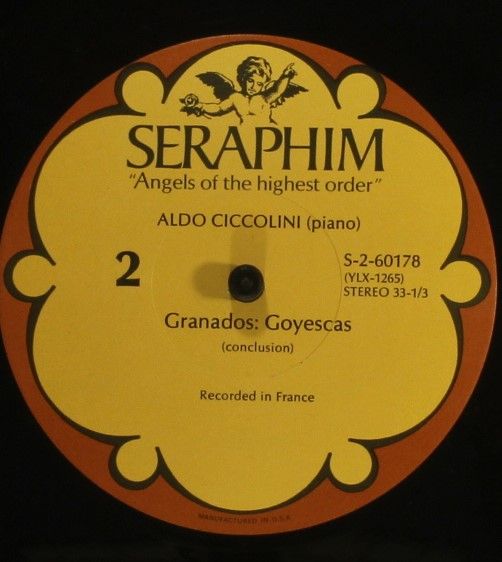 SERAPHIM
"Angels of the highest order"
ALDO CICCOLINI (piano)
2
S-2-60178
(YLX-1265)
STEREO 33-1/3
Granados: Goyescas
(conclusion)
Recorded in France
MANUFACTURED IN U.S.A.